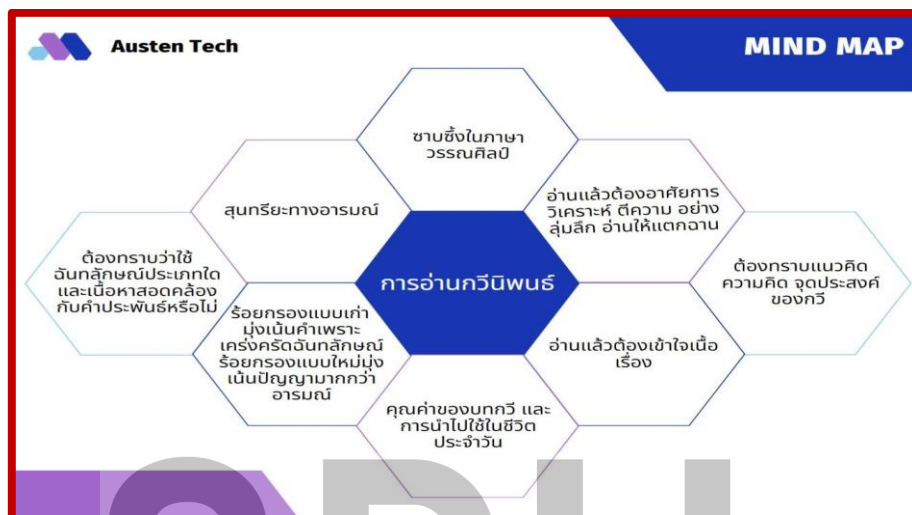 Austen Tech
MIND MAP
ซาบซึ้งในภาษา
วรรณศิลป์
สุนทรียะทางอารมณ์
อ่านแล้วต้องอาศัยการ
วิเคราะห์ ตีความ อย่าง
ลุ่มลึก อ่านให้แตกฉาน
ต้องทราบว่าใช้
ฉันทลักษณ์ประเภทใด
และเนื้อหาสอดคล้อง
กับคำประพันธ์หรือไม่
การอ่านกวีนิพนธ์
ต้องทราบแนวคิด
ความคิด จุดประสงค์
ของกวี
ร้อยกรองแบบเก่า
มุ่งเน้นคำเพราะ
เคร่งครัดฉันทลักษณ์
ร้อยกรองแบบใหม่มุ่ง
เน้นปัญญามากกว่า
อารมณ์
อ่านแล้วต้องเข้าใจเนื้อ
เรื่อง
คุณค่าของบทกวี และ
การนำไปใช้ในชีวิต
ประจำวัน